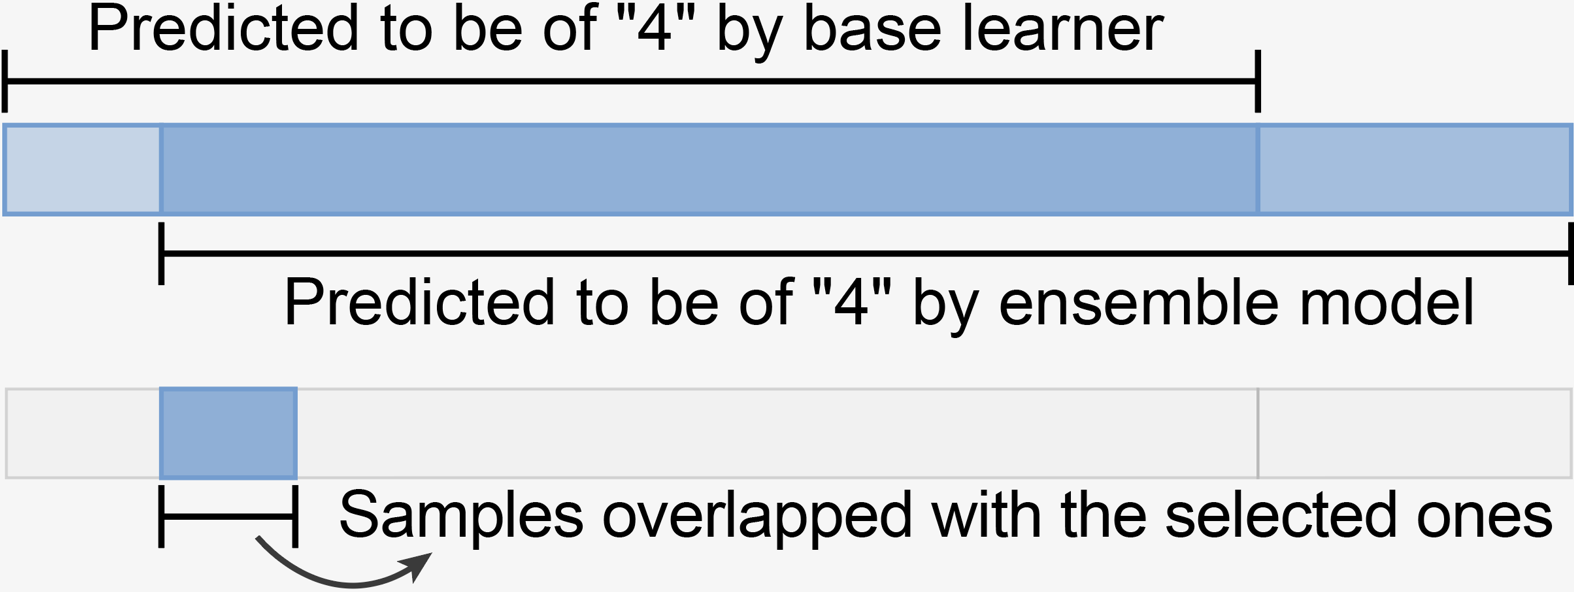 Predicted to be of "4" by base learner
Predicted to be of "4" by ensemble model
Samples overlapped with the selected ones